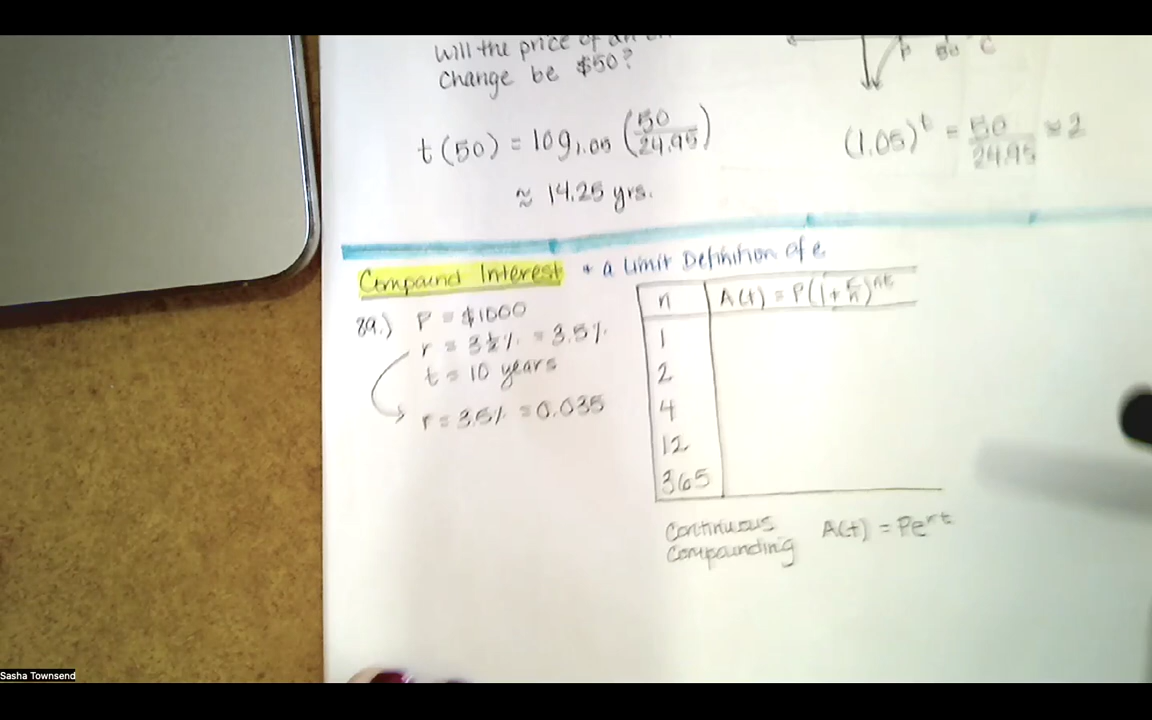 Will the price of an
Change be $50?
t(50) = log₁.₀₅ (50/24.95)
≈ 14.25 yrs.
(1.05)^t = 50/24.95 ≈ 2
Compound Interest + a Limit Definition of e
89.) P = $1000
r = 3½% = 3.5%
t = 10 years
r = 3.5% = 0.035
n A(t) = P(1 + r/n)^nt
1
2
4
12
365
Continuous A(t) = Pe^rt
Compounding
Sasha Townsend